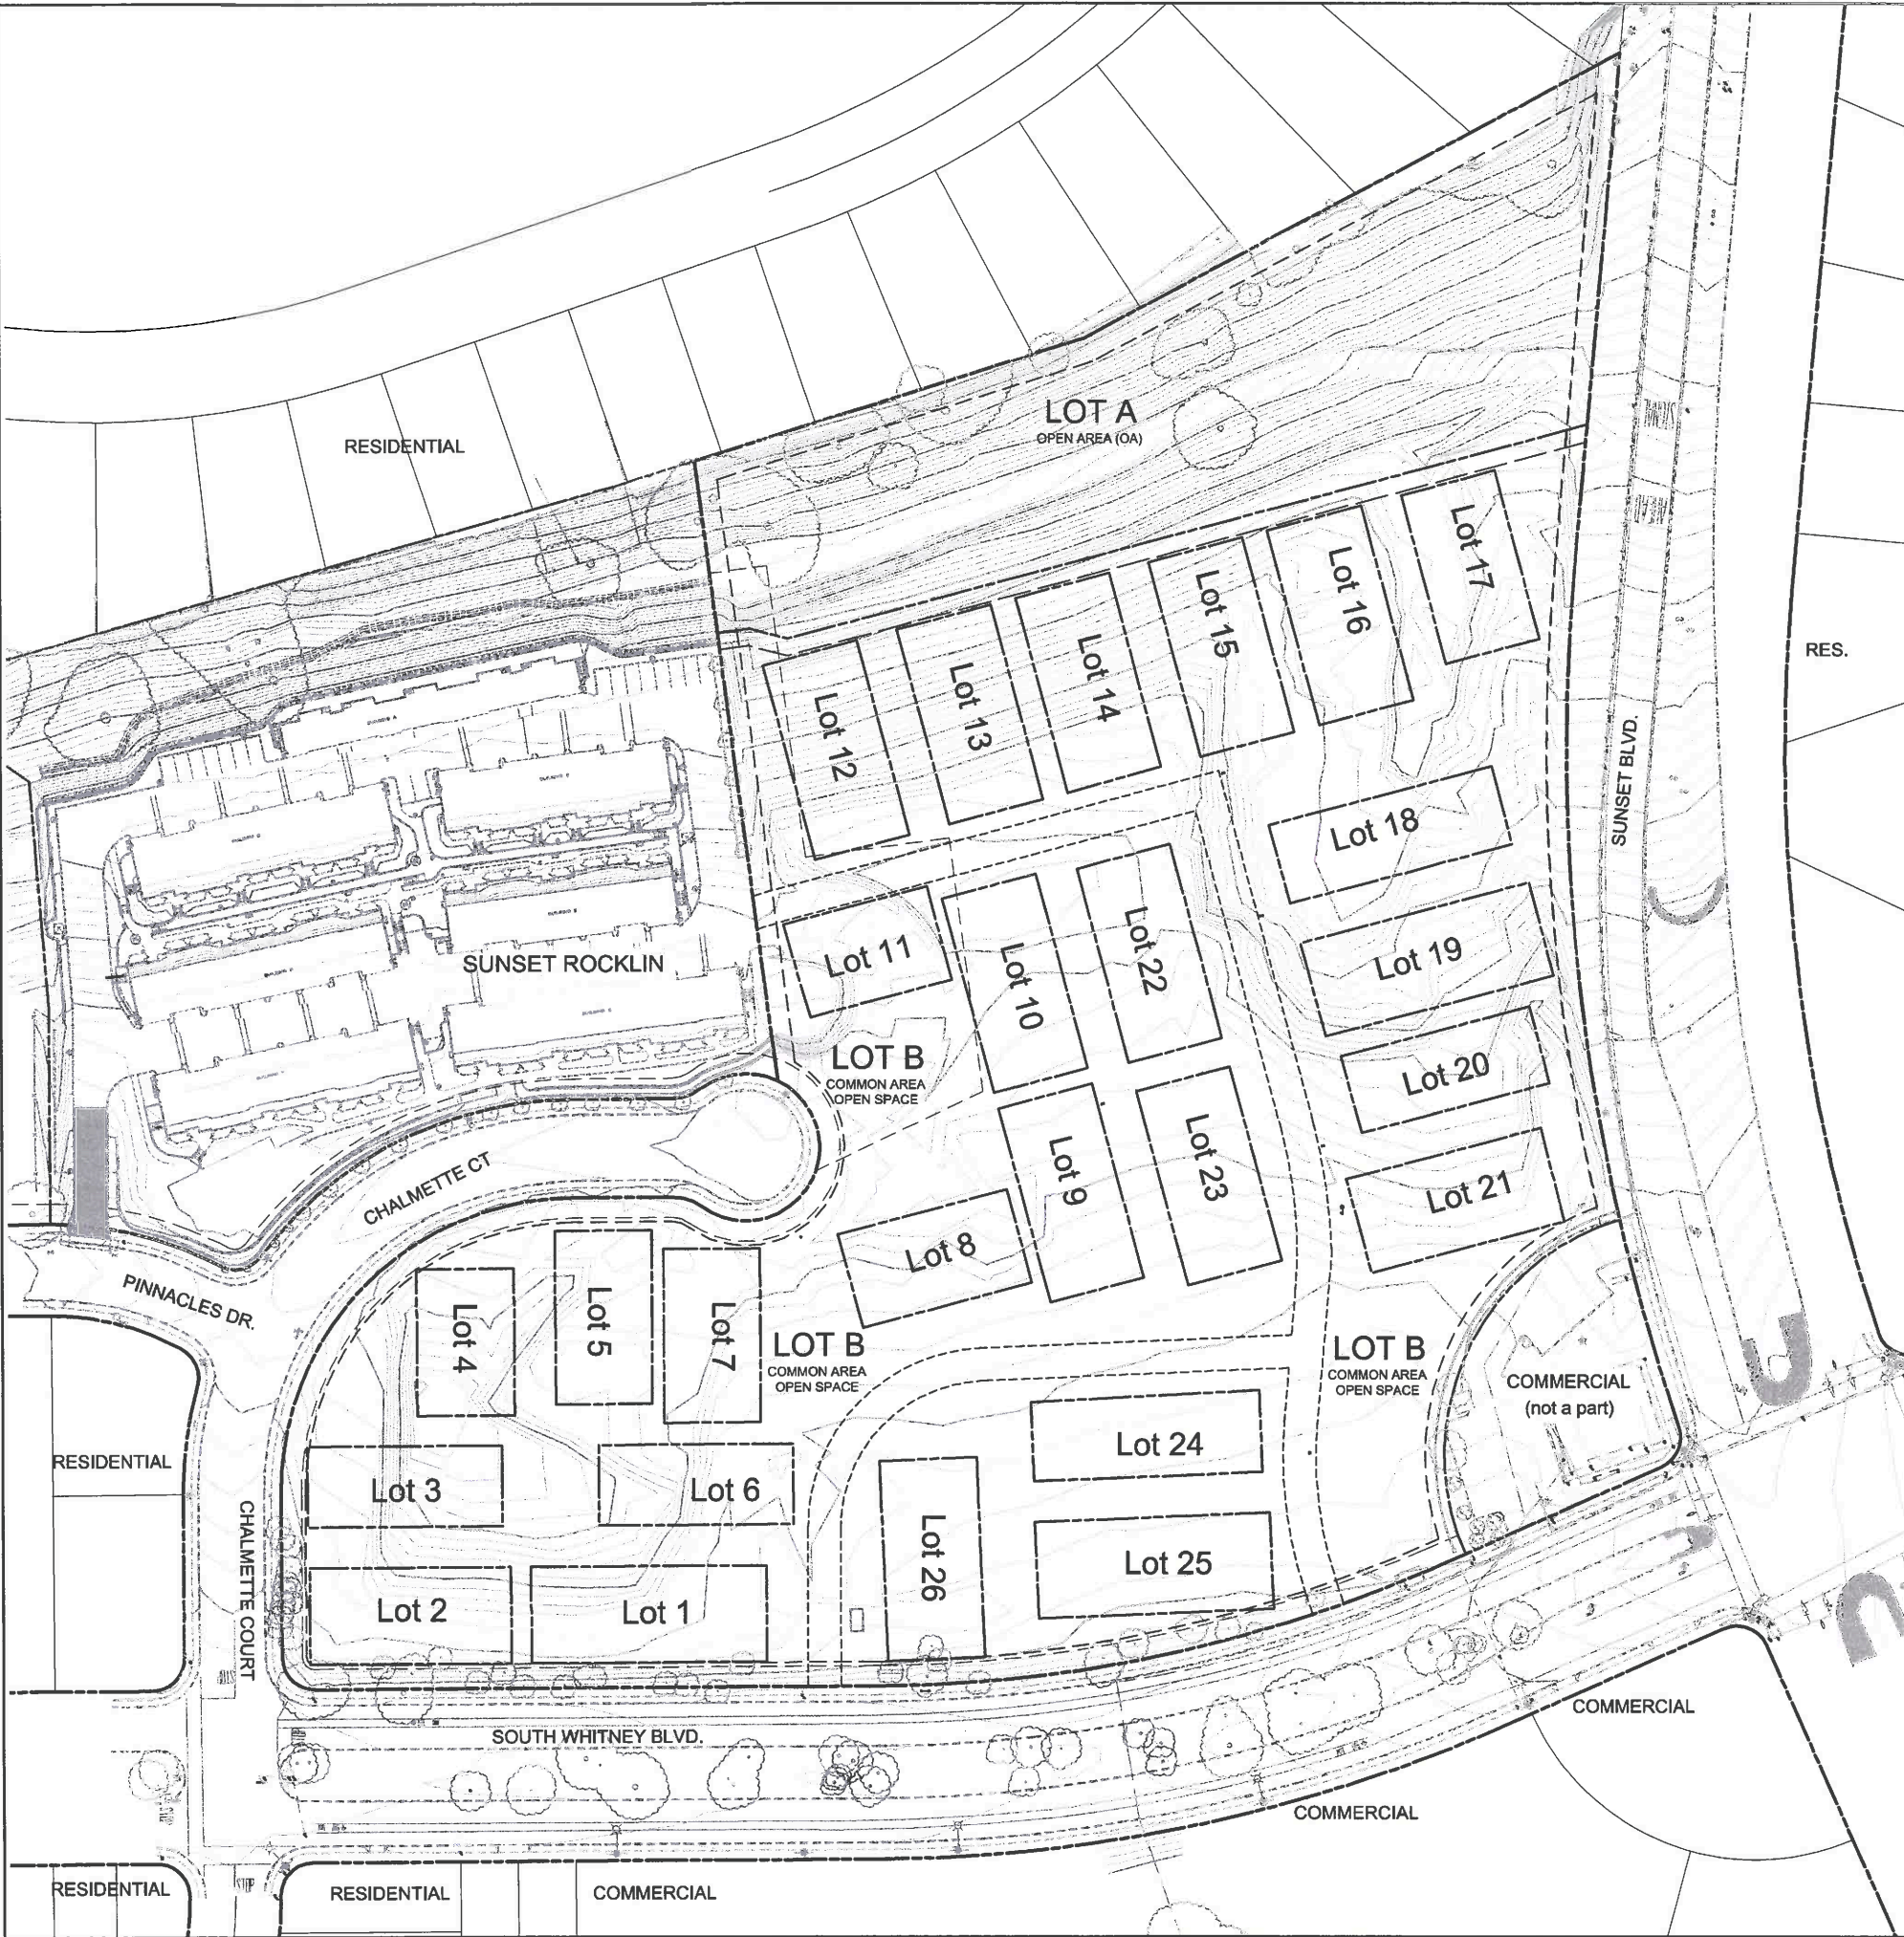 LOT A
OPEN AREA (OA)
RESIDENTIAL
SIGNAL
AHEAD
Lot 17
Lot 16
Lot 15
Lot 14
Lot 13
Lot 12
RES.
SUNSET BLVD.
Lot 18
Lot 19
Lot 20
Lot 21
Lot 22
Lot 10
Lot 11
SUNSET ROCKLIN
LOT B
COMMON AREA
OPEN SPACE
Lot 9
Lot 23
Lot 8
CHALMETTE CT
PINNACLES DR.
Lot 4
Lot 5
Lot 7
LOT B
COMMON AREA
OPEN SPACE
LOT B
COMMON AREA
OPEN SPACE
COMMERCIAL
(not a part)
RESIDENTIAL
Lot 3
Lot 6
Lot 24
Lot 25
Lot 26
CHALMETTE COURT
Lot 2
Lot 1
SOUTH WHITNEY BLVD.
COMMERCIAL
COMMERCIAL
RESIDENTIAL
STOP
RESIDENTIAL
COMMERCIAL